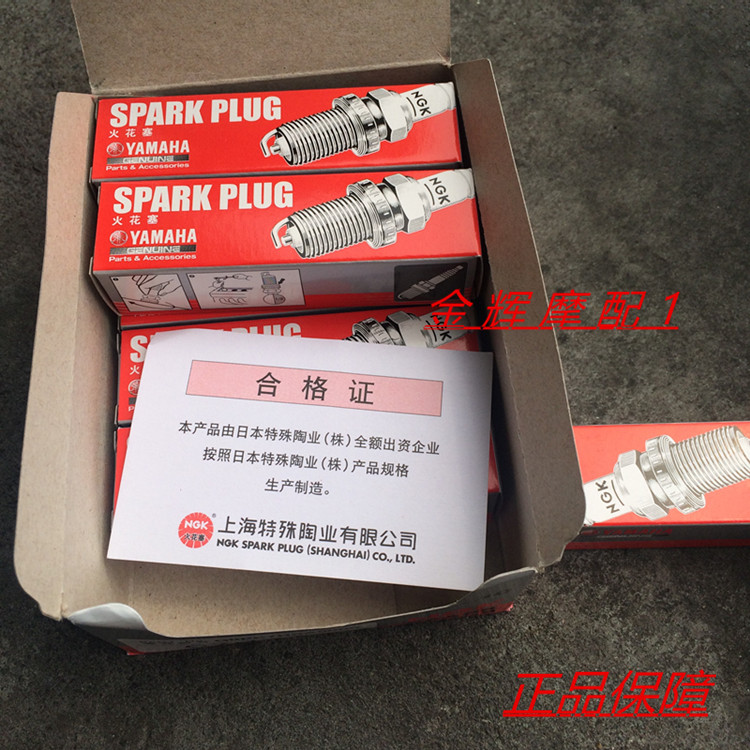 SPARK PLUG
火花塞
YAMAHA
GENUINE
Parts & Accessories
NGK
SPARK PLUG
火花塞
YAMAHA
GENUINE
Parts & Accessories
NGK
金辉摩配1
SPARK PLUG
合格证
本产品由日本特殊陶业(株)全额出资企业
按照日本特殊陶业(株)产品规格
生产制造。
NGK
火花塞
上海特殊陶业有限公司
NGK SPARK PLUG (SHANGHAI) CO., LTD.
NGK
正品保障